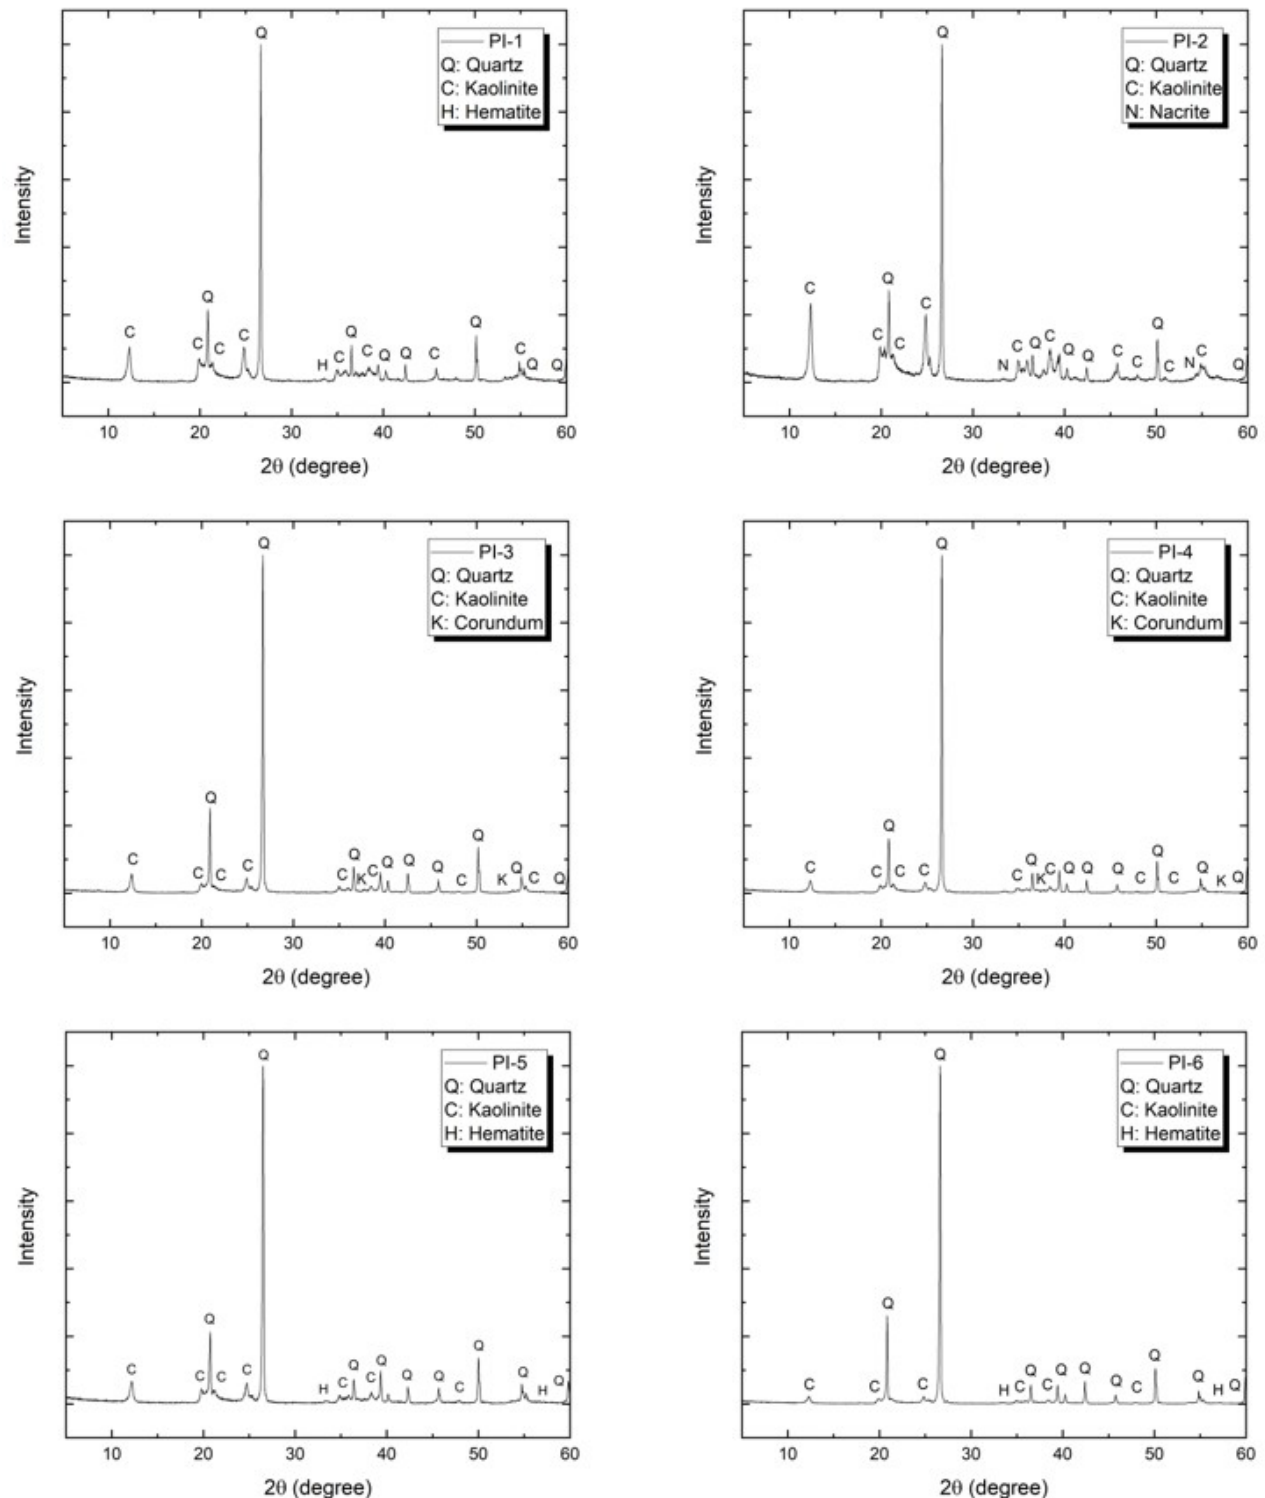 Q
PI-1
Q: Quartz
C: Kaolinite
H: Hematite
Intensity
C C Q C C H C Q C Q Q C Q C Q Q
10 20 30 40 50 60
2θ (degree)
Q
PI-2
Q: Quartz
C: Kaolinite
N: Nacrite
Intensity
C C Q C C N C Q C Q Q C C Q C N C Q
10 20 30 40 50 60
2θ (degree)
Q
PI-3
Q: Quartz
C: Kaolinite
K: Corundum
Intensity
C C Q C C C Q K C Q Q Q C Q K Q C Q
10 20 30 40 50 60
2θ (degree)
Q
PI-4
Q: Quartz
C: Kaolinite
K: Corundum
Intensity
C C Q C C C Q K C Q Q Q C Q C Q K Q
10 20 30 40 50 60
2θ (degree)
Q
PI-5
Q: Quartz
C: Kaolinite
H: Hematite
Intensity
C C Q C C H C Q C Q Q Q C Q Q H Q
10 20 30 40 50 60
2θ (degree)
Q
PI-6
Q: Quartz
C: Kaolinite
H: Hematite
Intensity
C C Q C H C Q C Q Q Q C Q Q H Q
10 20 30 40 50 60
2θ (degree)